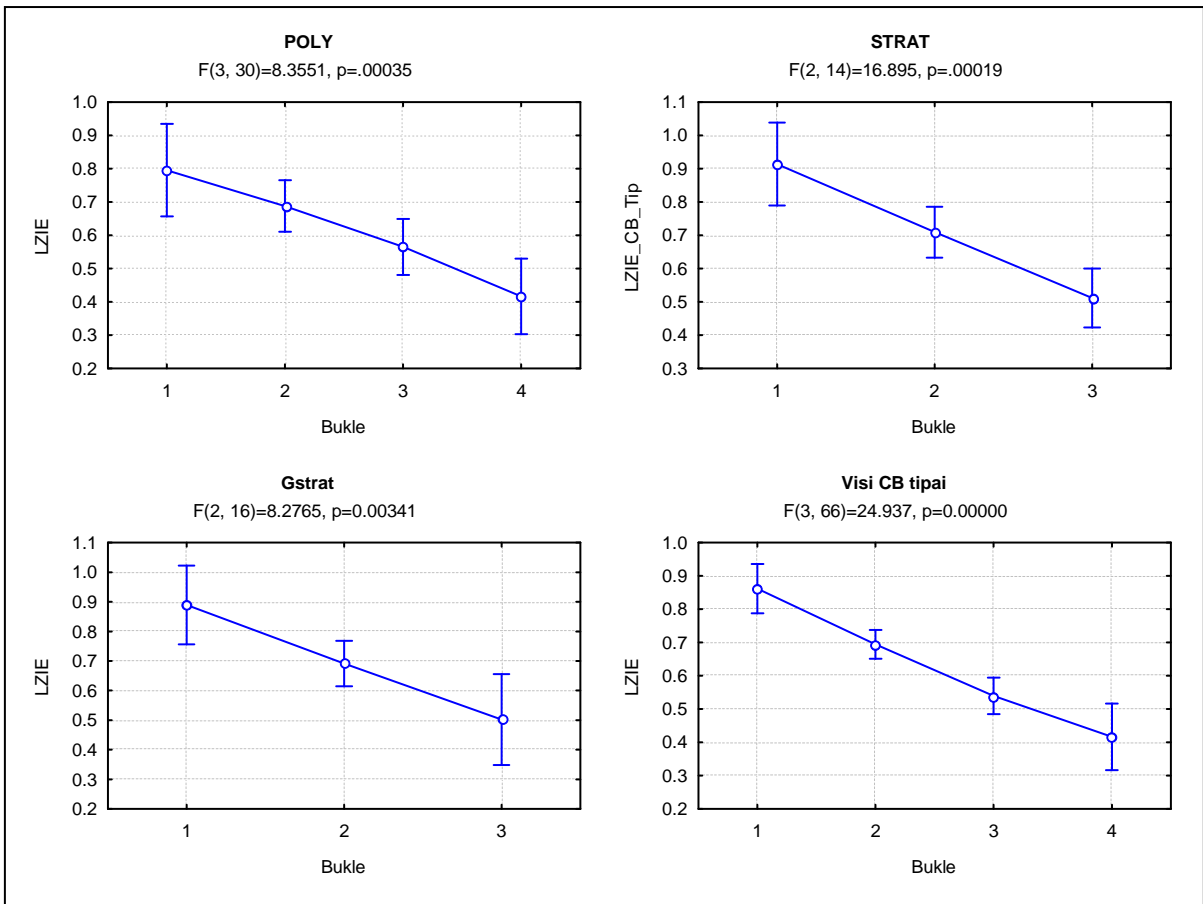 POLY
F(3, 30)=8.3551, p=.00035
1.0
0.9
0.8
0.7
0.6
0.5
0.4
0.3
0.2
LZIE
1 2 3 4
Bukle
STRAT
F(2, 14)=16.895, p=.00019
1.1
1.0
0.9
0.8
0.7
0.6
0.5
0.4
0.3
LZIE_CB_Tip
1 2 3
Bukle
Gstrat
F(2, 16)=8.2765, p=0.00341
1.1
1.0
0.9
0.8
0.7
0.6
0.5
0.4
0.3
0.2
LZIE
1 2 3
Bukle
Visi CB tipai
F(3, 66)=24.937, p=0.00000
1.0
0.9
0.8
0.7
0.6
0.5
0.4
0.3
0.2
LZIE
1 2 3 4
Bukle